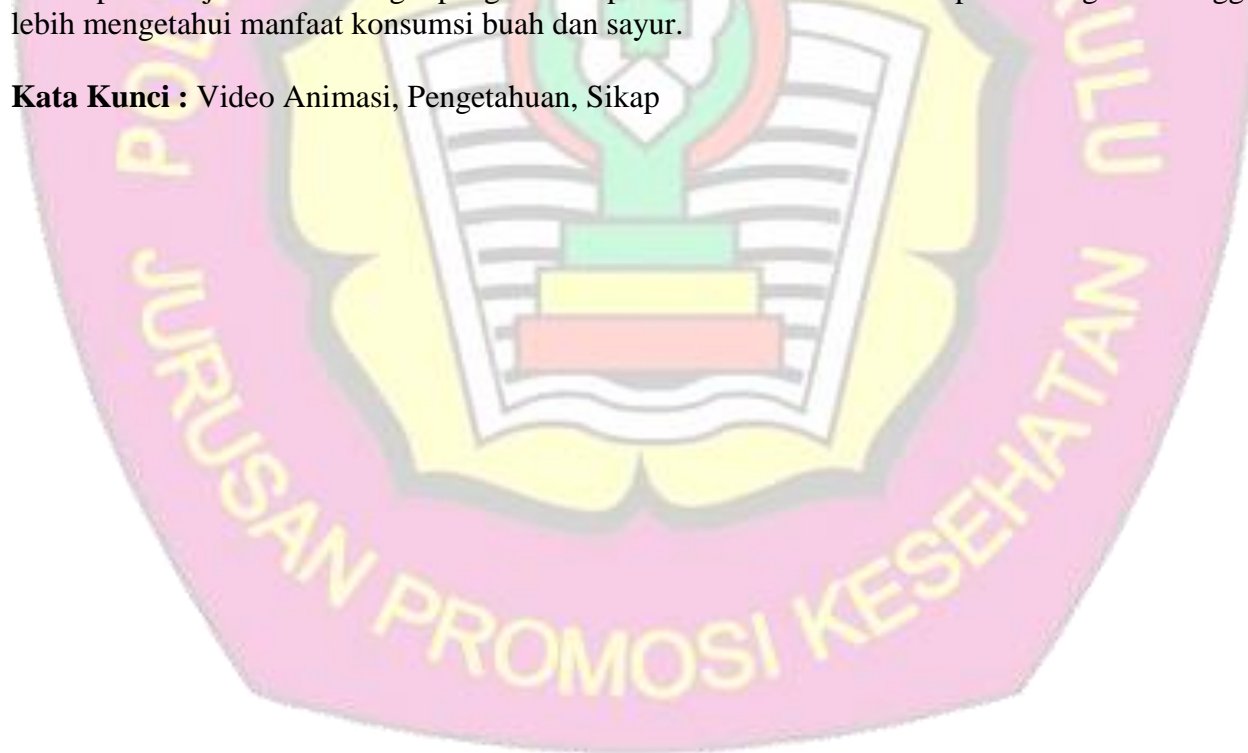 lebih mengetahui manfaat konsumsi buah dan sayur.
Kata Kunci : Video Animasi, Pengetahuan, Sikap
JURUSAN PROMOSI KESEHATAN